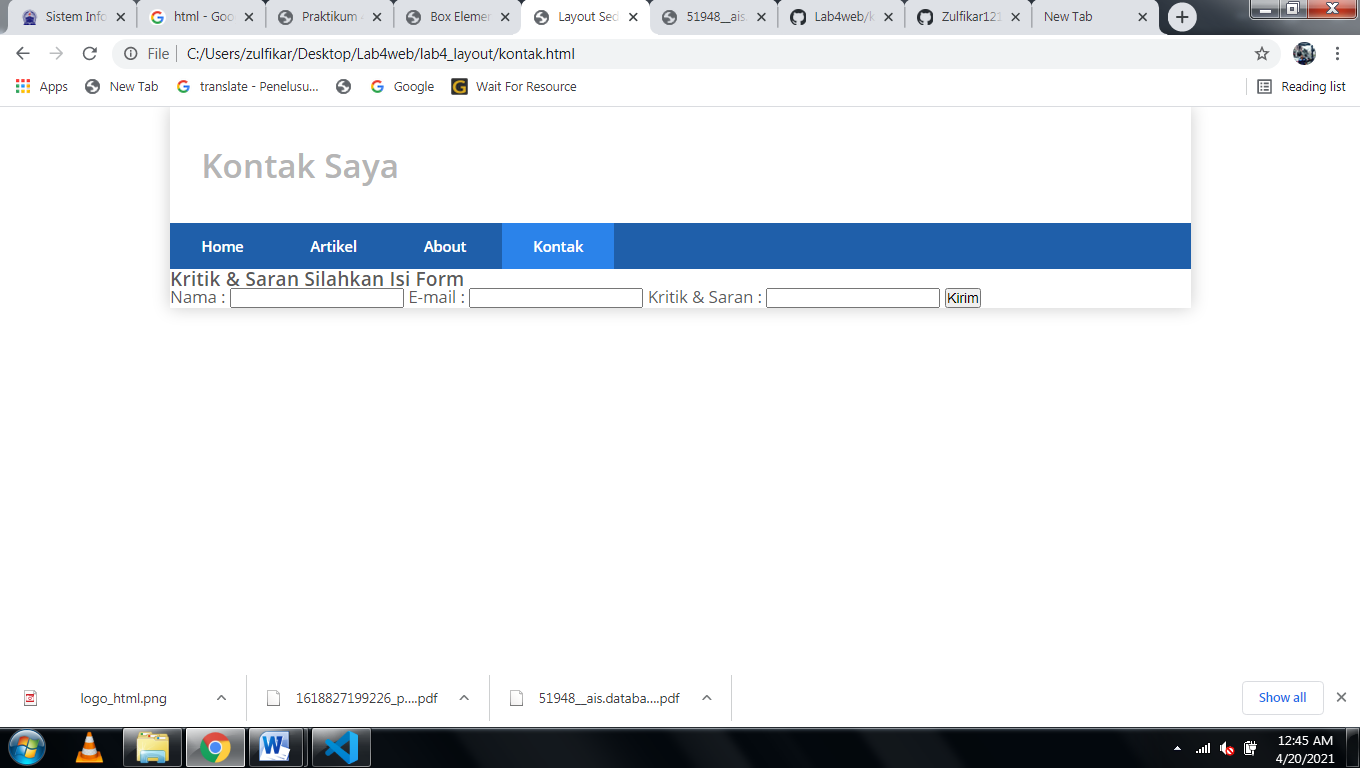 Sistem Info
html - Goo
Praktikum
Box Elemen
Layout Sed
51948__ais.
Lab4web/k
Zulfikar121
New Tab
File
C:/Users/zulfikar/Desktop/Lab4web/lab4_layout/kontak.html
Apps
New Tab
translate - Penelusu...
Google
Wait For Resource
Reading list
Kontak Saya
Home Artikel About Kontak
Kritik & Saran Silahkan Isi Form
Nama : E-mail : Kritik & Saran : Kirim
logo_html.png
1618827199226_p....pdf
51948__ais.databa....pdf
Show all
12:45 AM
4/20/2021